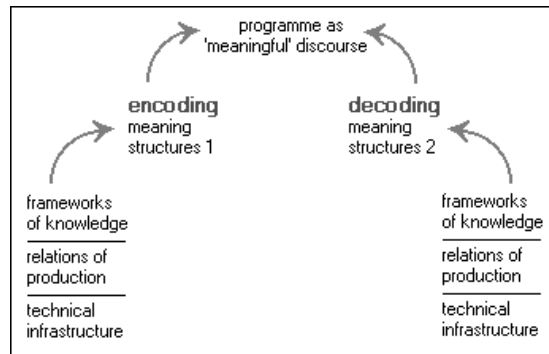 programme as
'meaningful' discourse
encoding
meaning
structures 1
decoding
meaning
structures 2
frameworks
of knowledge
relations of
production
technical
infrastructure
frameworks
of knowledge
relations of
production
technical
infrastructure